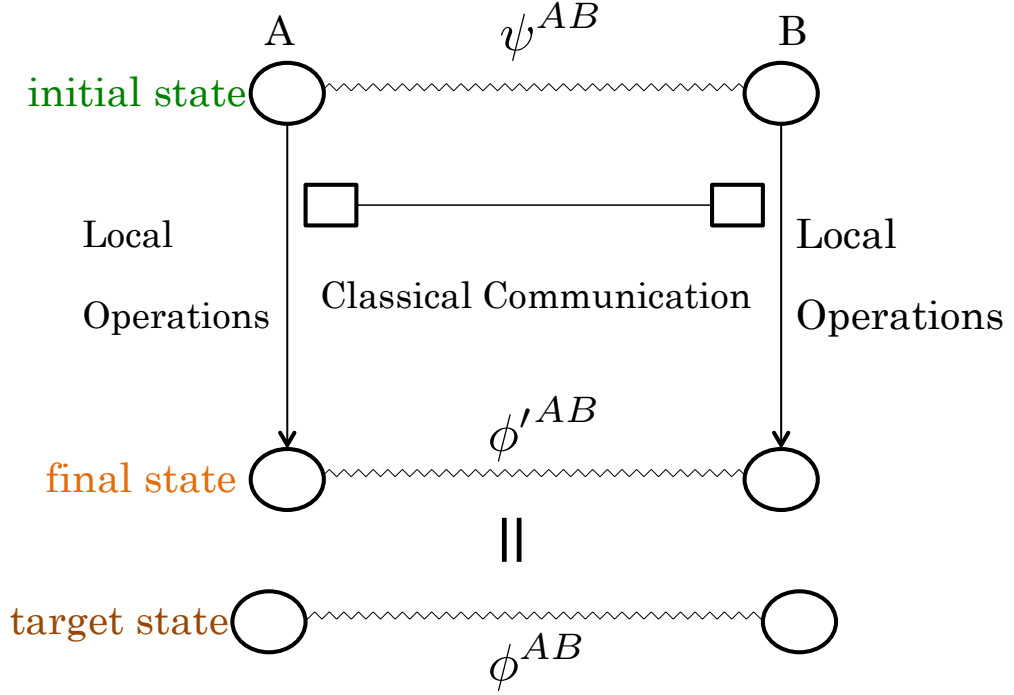 A
ψ^{AB}
B
initial state
Local
Operations
Classical Communication
Local
Operations
ϕ′^{AB}
final state
=
target state
ϕ^{AB}